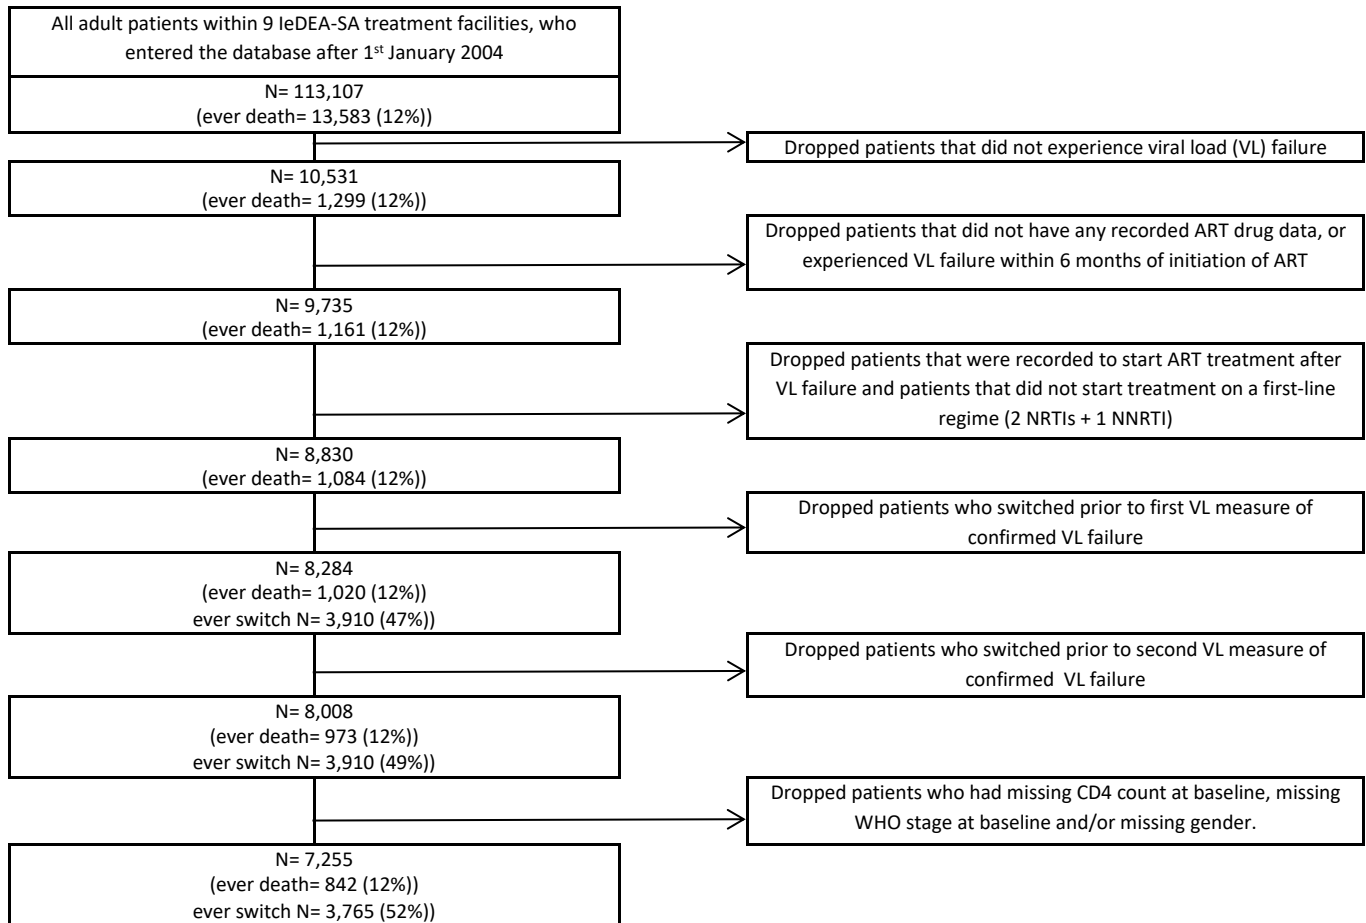 All adult patients within 9 IeDEA-SA treatment facilities, who
entered the database after 1st January 2004
N= 113,107
(ever death= 13,583 (12%))
Dropped patients that did not experience viral load (VL) failure
N= 10,531
(ever death= 1,299 (12%))
Dropped patients that did not have any recorded ART drug data, or
experienced VL failure within 6 months of initiation of ART
N= 9,735
(ever death= 1,161 (12%))
Dropped patients that were recorded to start ART treatment after
VL failure and patients that did not start treatment on a first-line
regime (2 NRTIs + 1 NNRTI)
N= 8,830
(ever death= 1,084 (12%))
Dropped patients who switched prior to first VL measure of
confirmed VL failure
N= 8,284
(ever death= 1,020 (12%))
ever switch N= 3,910 (47%))
Dropped patients who switched prior to second VL measure of
confirmed  VL failure
N= 8,008
(ever death= 973 (12%))
ever switch N= 3,910 (49%))
Dropped patients who had missing CD4 count at baseline, missing
WHO stage at baseline and/or missing gender.
N= 7,255
(ever death= 842 (12%))
ever switch N= 3,765 (52%))